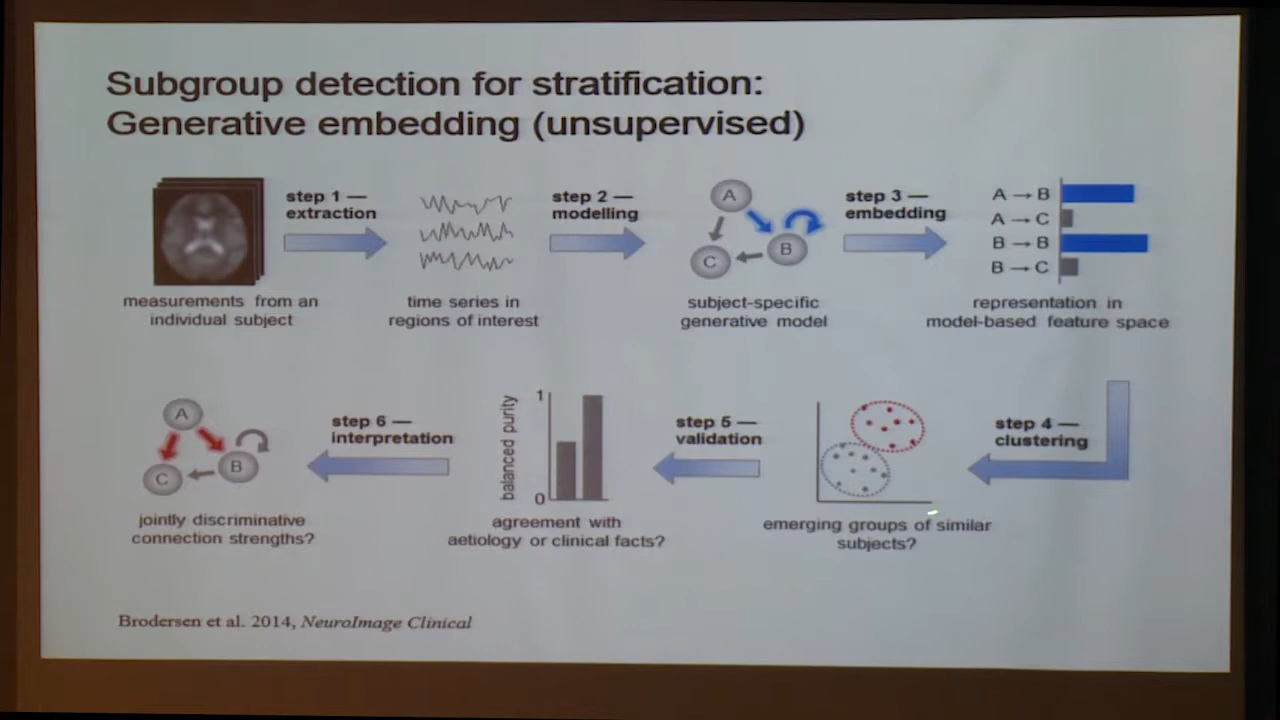 Subgroup detection for stratification:
Generative embedding (unsupervised)
step 1 —
extraction
step 2 —
modelling
step 3 —
embedding
A
B
C
A → B
A → C
B → B
B → C
measurements from an
individual subject
time series in
regions of interest
subject-specific
generative model
representation in
model-based feature space
step 6 —
interpretation
step 5 —
validation
step 4 —
clustering
A
B
C
balanced purity
1
0
jointly discriminative
connection strengths?
agreement with
aetiology or clinical facts?
emerging groups of similar
subjects?
Brodersen et al. 2014, NeuroImage Clinical